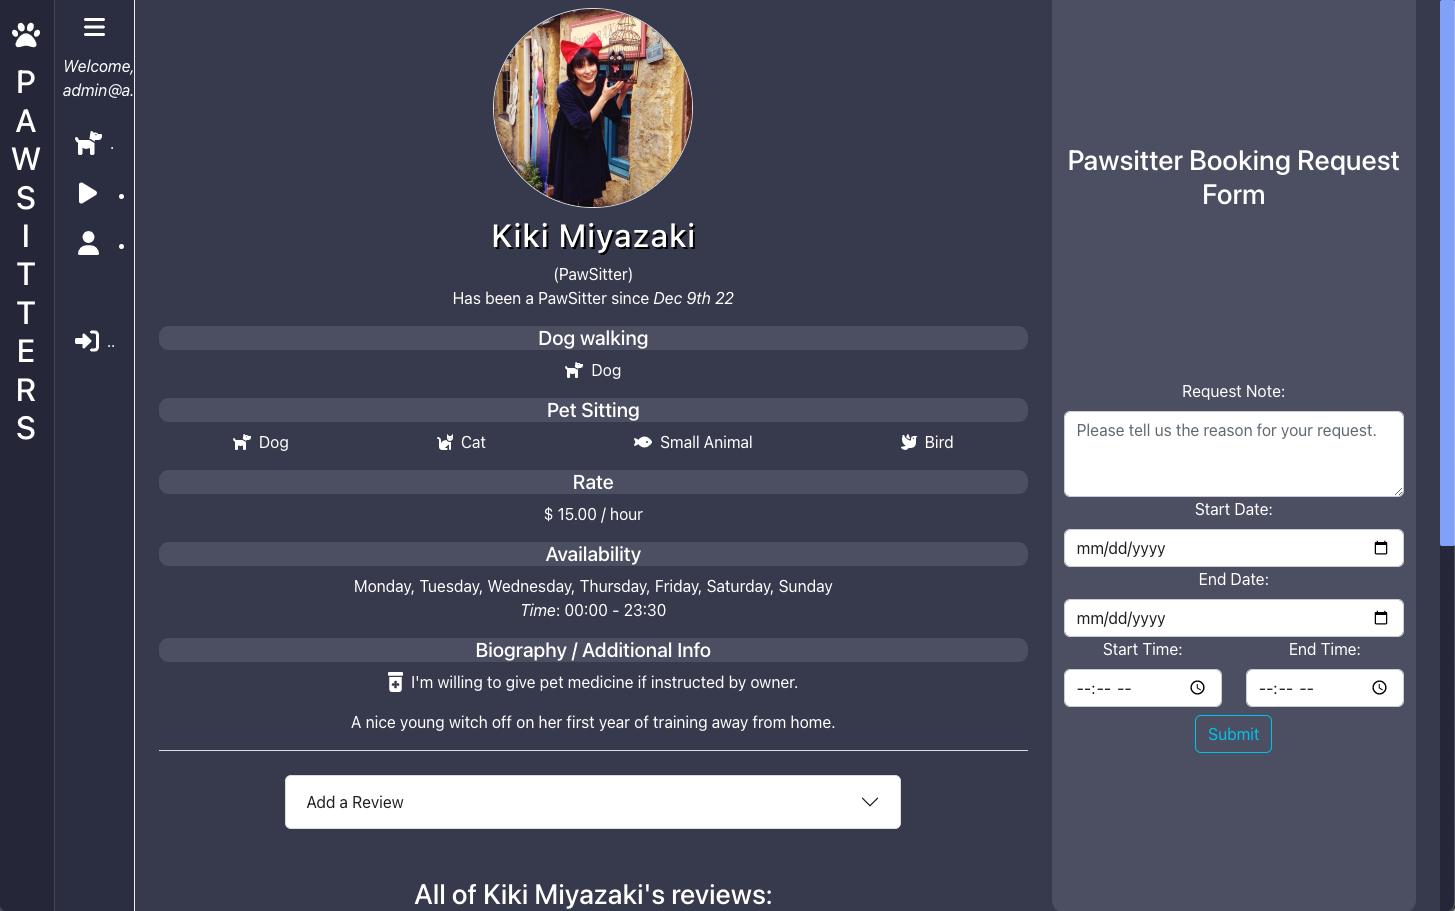 PAWSITTERS
Welcome,
admin@a.
.
..
Kiki Miyazaki
(PawSitter)
Has been a PawSitter since Dec 9th 22
Dog walking
Dog
Pet Sitting
Dog Cat Small Animal Bird
Rate
$ 15.00 / hour
Availability
Monday, Tuesday, Wednesday, Thursday, Friday, Saturday, Sunday
Time: 00:00 - 23:30
Biography / Additional Info
I'm willing to give pet medicine if instructed by owner.
A nice young witch off on her first year of training away from home.
Add a Review
All of Kiki Miyazaki's reviews:
Pawsitter Booking Request
Form
Request Note:
Please tell us the reason for your request.
Start Date:
mm/dd/yyyy
End Date:
mm/dd/yyyy
Start Time: End Time:
--:-- -- --:-- --
Submit